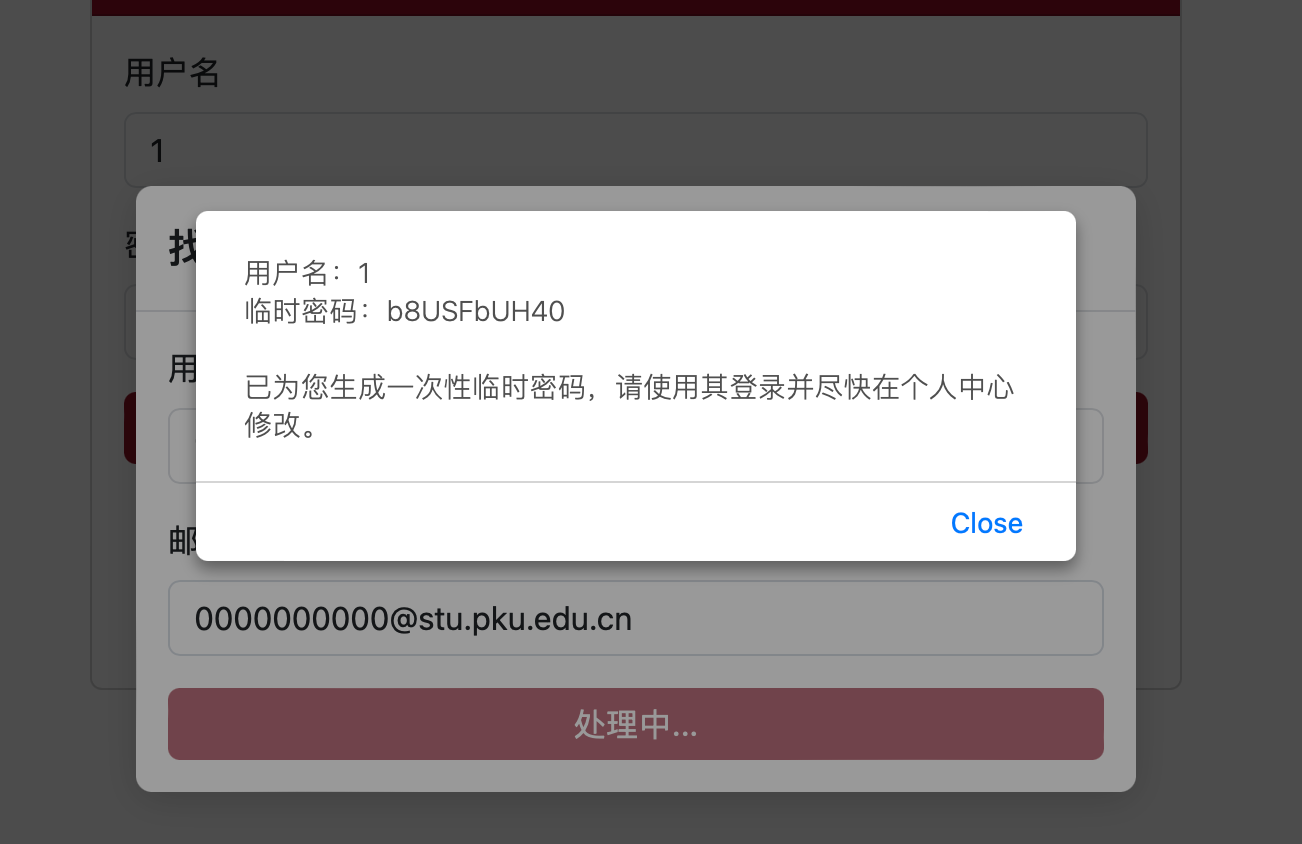 用户名
1
用户名：1
临时密码：b8USFbUH40
已为您生成一次性临时密码，请使用其登录并尽快在个人中心
修改。
Close
0000000000@stu.pku.edu.cn
处理中...